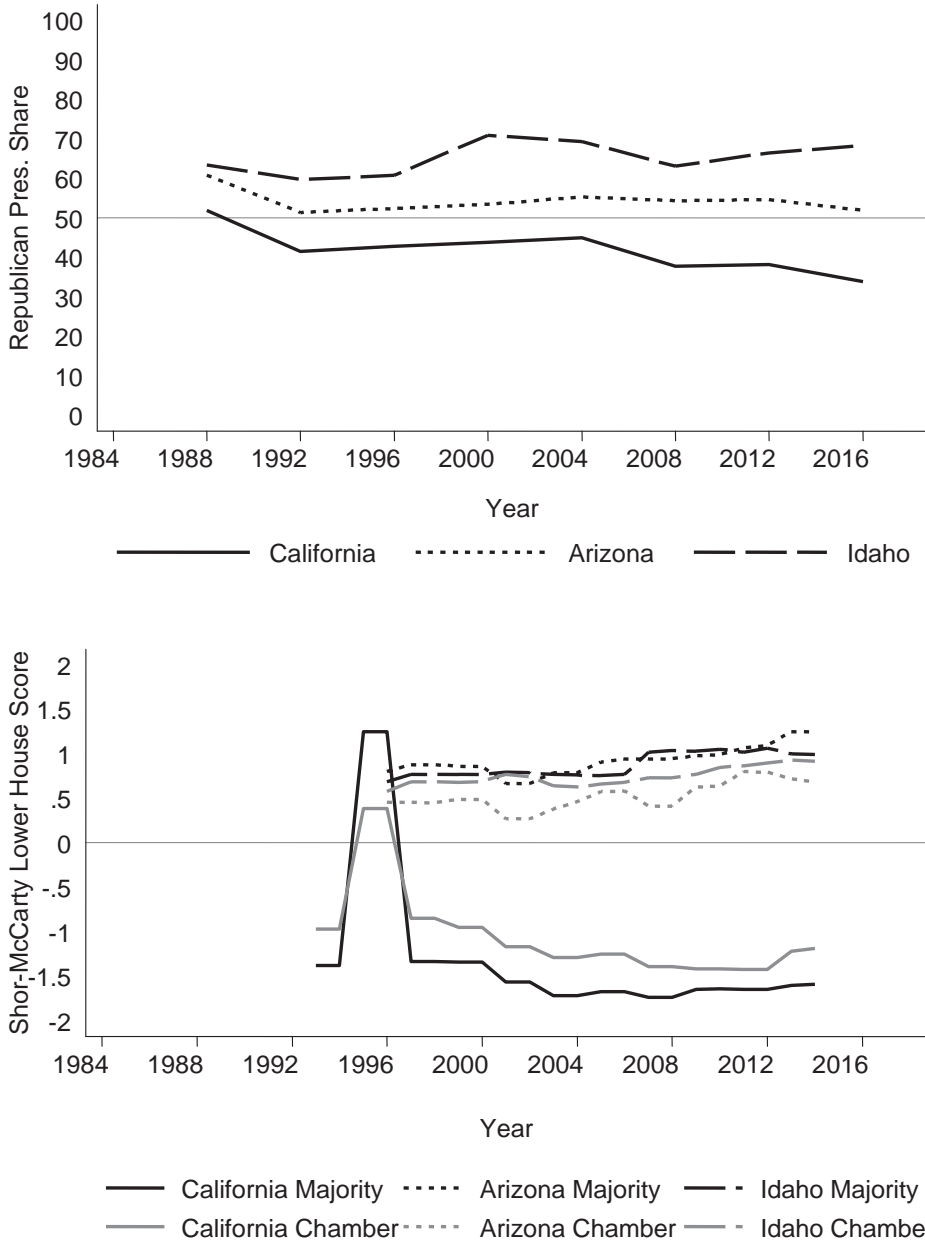 Republican Pres. Share
100
90
80
70
60
50
40
30
20
10
0
1984 1988 1992 1996 2000 2004 2008 2012 2016
Year
California Arizona Idaho
Shor-McCarty Lower House Score
2
1.5
1
.5
0
-.5
-1
-1.5
-2
1984 1988 1992 1996 2000 2004 2008 2012 2016
Year
California Majority Arizona Majority Idaho Majority
California Chamber Arizona Chamber Idaho Chambe